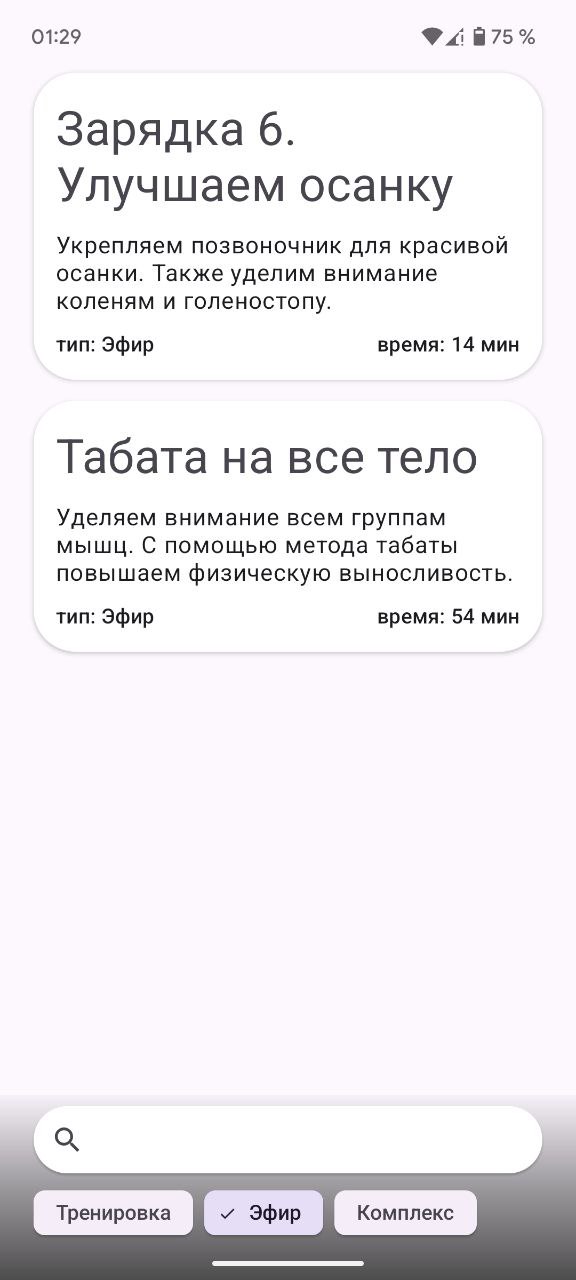 01:29
75 %
Зарядка 6.
Улучшаем осанку
Укрепляем позвоночник для красивой
осанки. Также уделим внимание
коленям и голеностопу.
тип: Эфир
время: 14 мин
Табата на все тело
Уделяем внимание всем группам
мышц. С помощью метода табаты
повышаем физическую выносливость.
тип: Эфир
время: 54 мин
Тренировка
Эфир
Комплекс